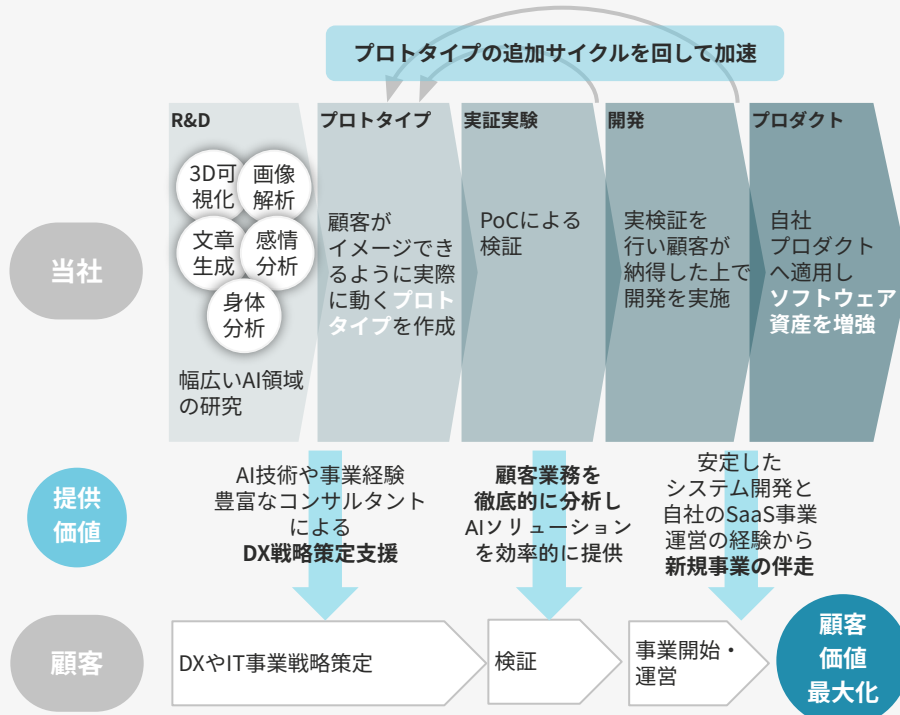 プロトタイプの追加サイクルを回して加速
R&D
プロトタイプ
実証実験
開発
プロダクト
当社
3D可
視化
画像
解析
文章
生成
感情
分析
身体
分析
幅広いAI領域
の研究
顧客が
イメージでき
るように実際
に動くプロト
タイプを作成
PoCによる
検証
実検証を
行い顧客が
納得した上で
開発を実施
自社
プロダクト
へ適用し
ソフトウェア
資産を増強
提供
価値
AI技術や事業経験
豊富なコンサルタント
による
DX戦略策定支援
顧客業務を
徹底的に分析し
AIソリューション
を効率的に提供
安定した
システム開発と
自社のSaaS事業
運営の経験から
新規事業の伴走
顧客
DXやIT事業戦略策定
検証
事業開始・
運営
顧客
価値
最大化